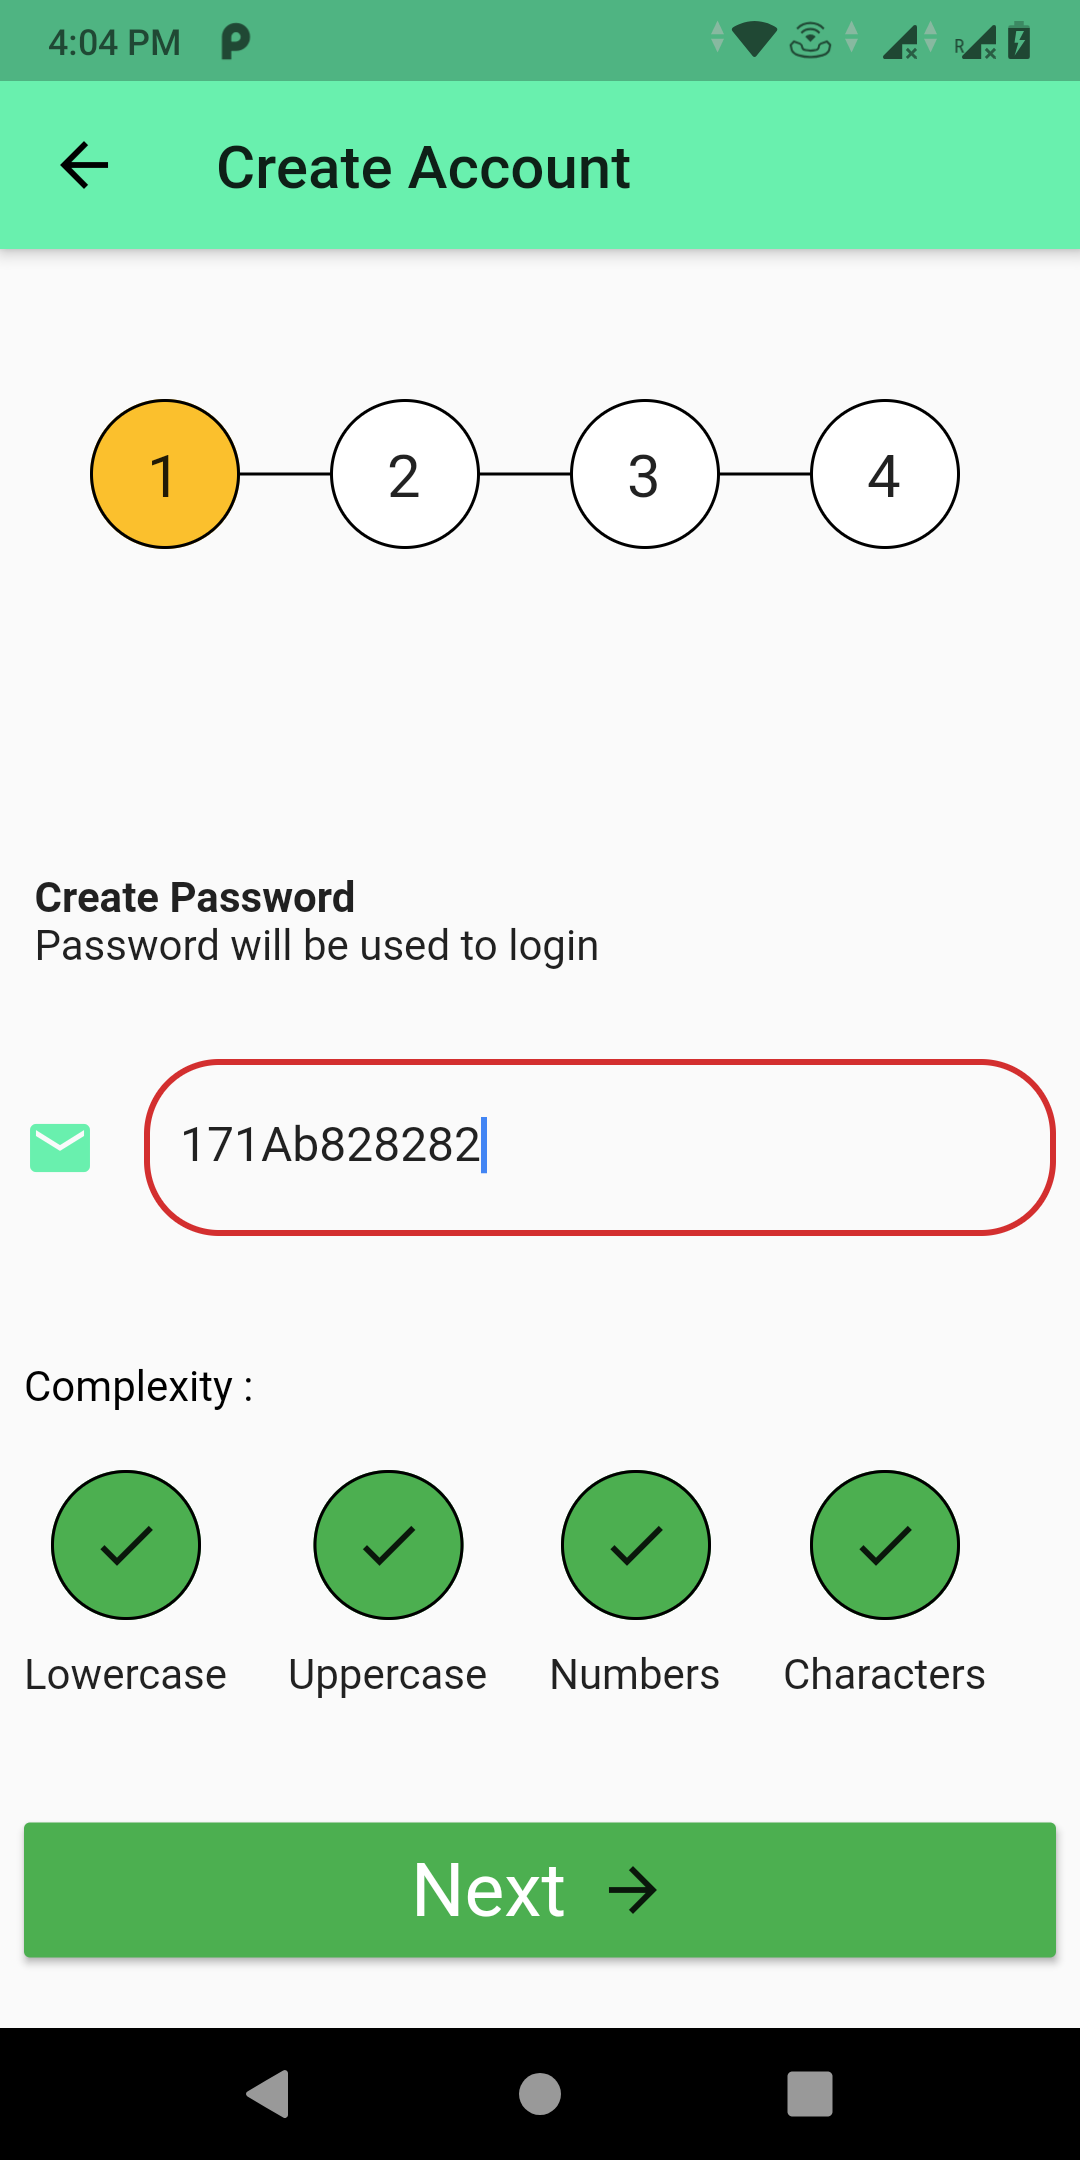 4:04 PM
R
Create Account
1 2 3 4
Create Password
Password will be used to login
171Ab828282
Complexity :
Lowercase Uppercase Numbers Characters
Next